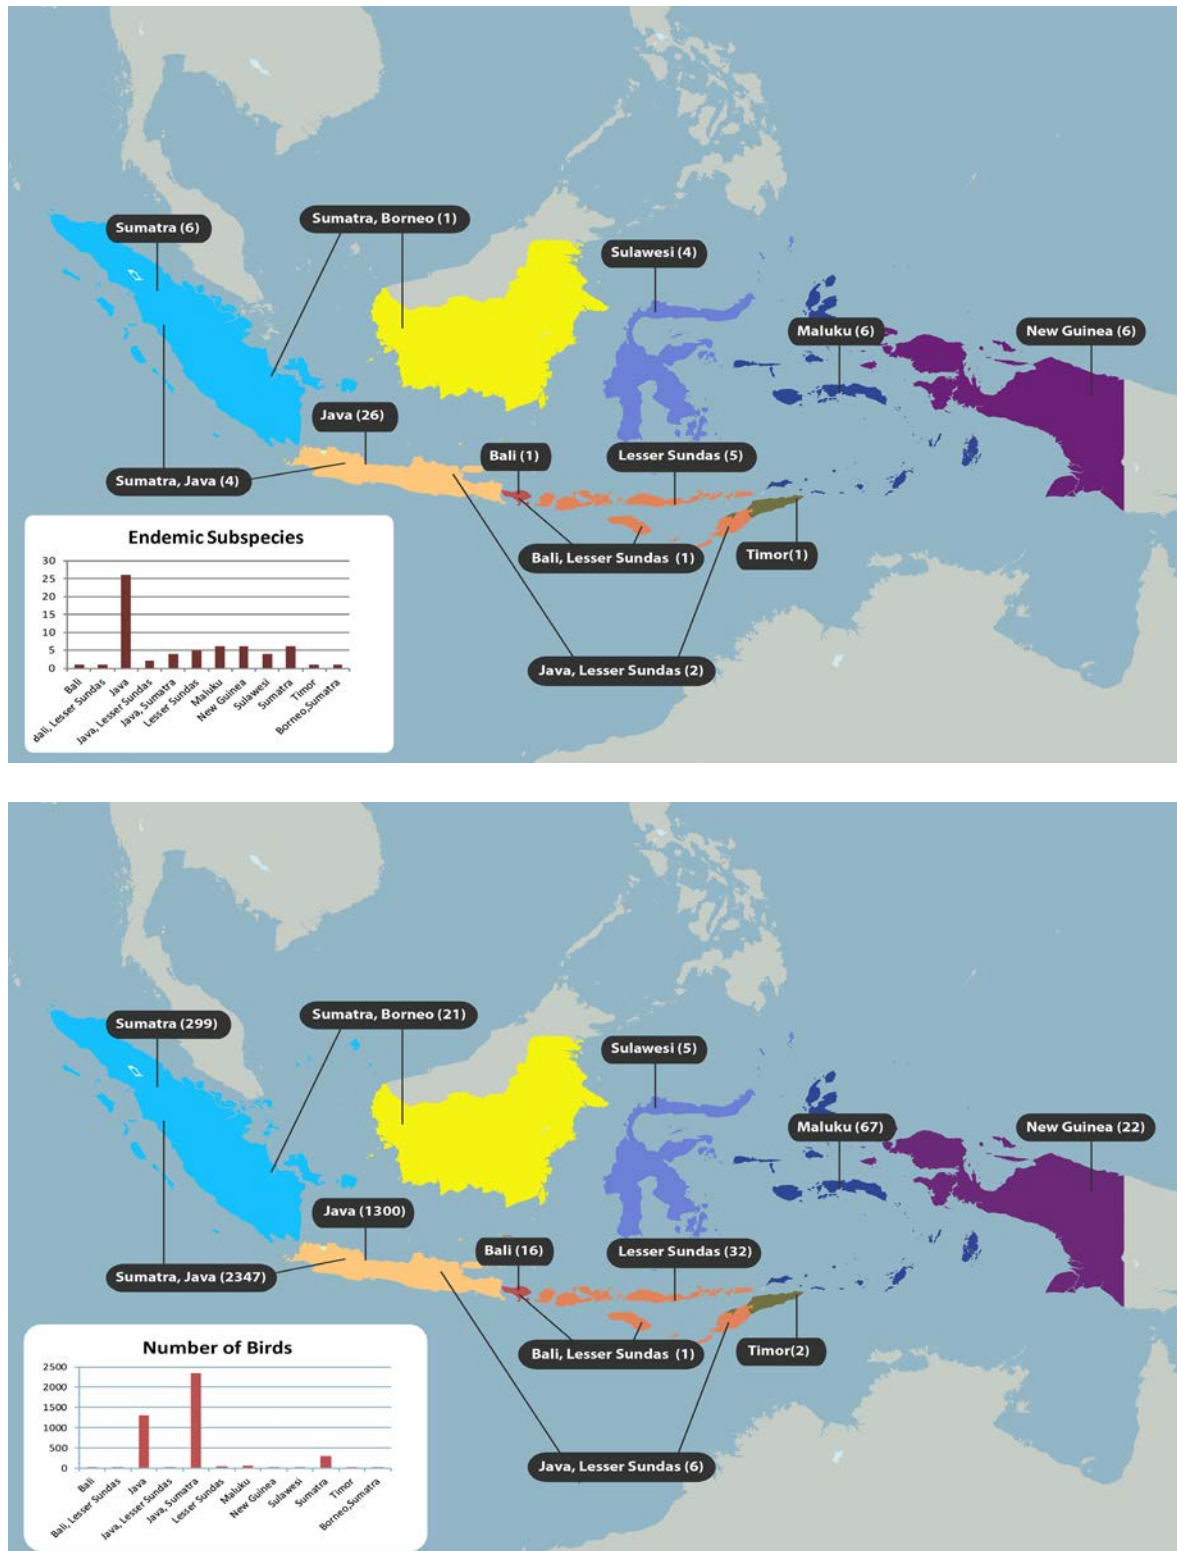 Sumatra (6)
Sumatra, Borneo (1)
Sulawesi (4)
Maluku (6)
New Guinea (6)
Java (26)
Bali (1)
Lesser Sundas (5)
Sumatra, Java (4)
Bali, Lesser Sundas (1)
Timor(1)
Java, Lesser Sundas (2)
Endemic Subspecies
30
25
20
15
10
5
0
Bali
Bali, Lesser Sundas
Java
Java, Lesser Sundas
Java, Sumatra
Lesser Sundas
Maluku
New Guinea
Sulawesi
Sumatra
Timor
Borneo,Sumatra
Sumatra (299)
Sumatra, Borneo (21)
Sulawesi (5)
Maluku (67)
New Guinea (22)
Java (1300)
Bali (16)
Lesser Sundas (32)
Sumatra, Java (2347)
Bali, Lesser Sundas (1)
Timor(2)
Java, Lesser Sundas (6)
Number of Birds
2500
2000
1500
1000
500
0
Bali
Bali, Lesser Sundas
Java
Java, Lesser Sundas
Java, Sumatra
Lesser Sundas
Maluku
New Guinea
Sulawesi
Sumatra
Timor
Borneo,Sumatra